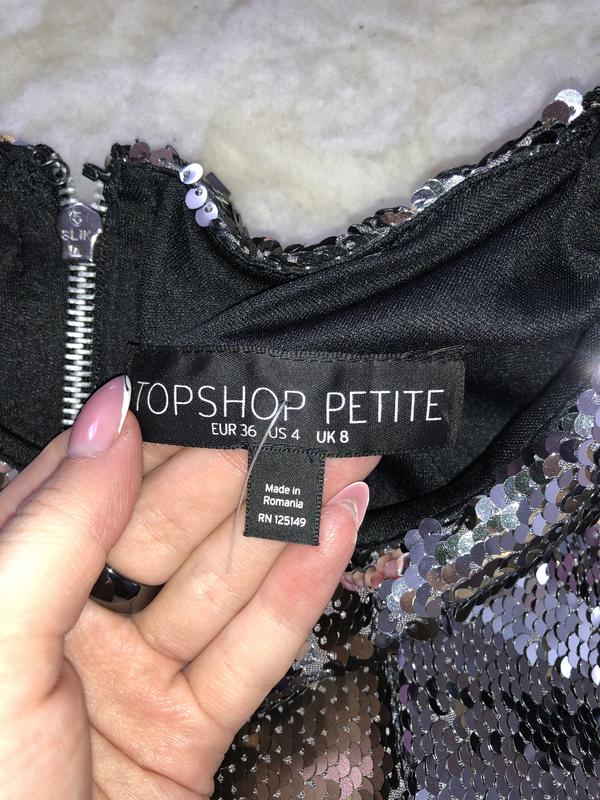 TOPSHOP PETITE
EUR 36 US 4 UK 8
Made in
Romania
RN 125149